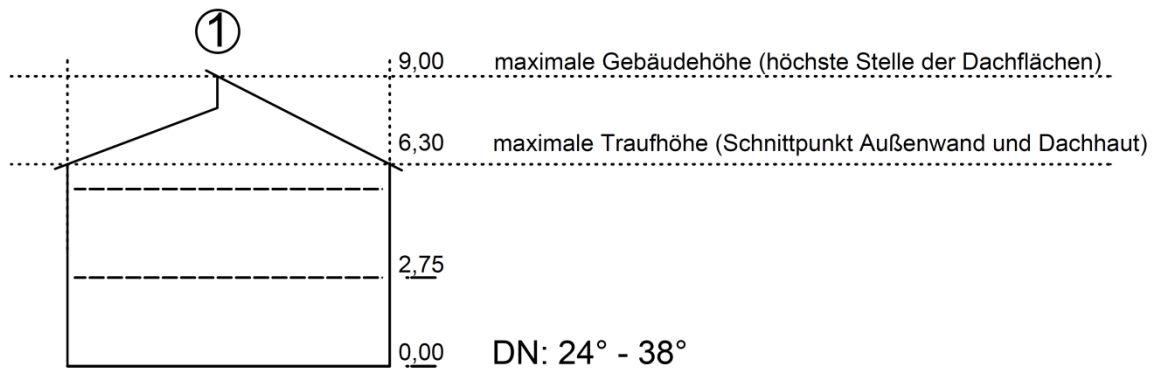 1
9,00 maximale Gebäudehöhe (höchste Stelle der Dachflächen)
6,30 maximale Traufhöhe (Schnittpunkt Außenwand und Dachhaut)
2,75
0,00 DN: 24° - 38°